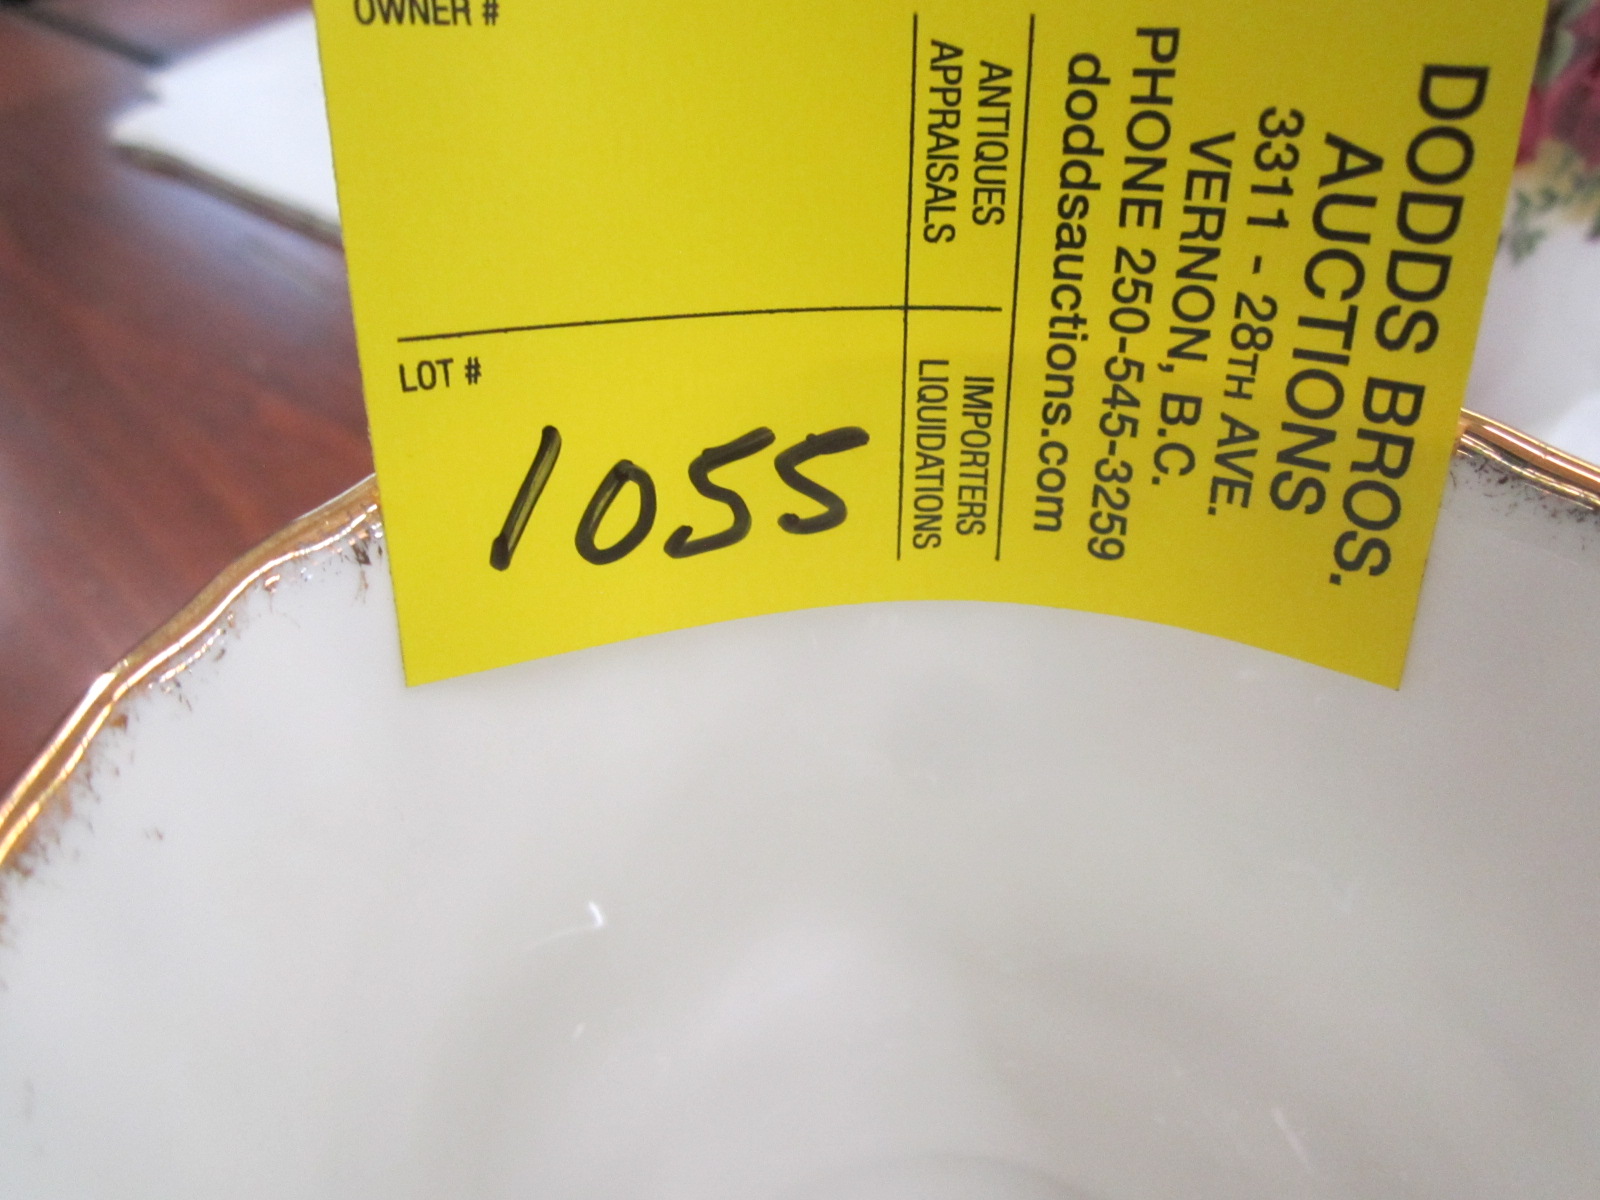 OWNER #
LOT #
1055
DODDS BROS.
AUCTIONS
3311 - 28TH AVE.
VERNON, B.C.
PHONE 250-545-3259
doddsauctions.com
ANTIQUES
APPRAISALS
IMPORTERS
LIQUIDATIONS